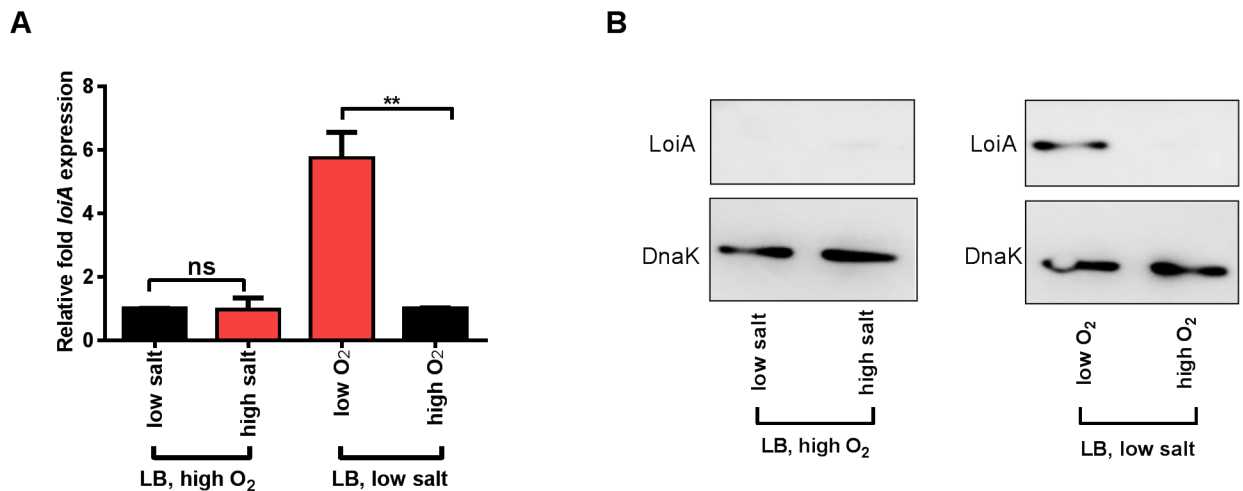 A
Relative fold loiA expression
8
6
4
2
0
ns
**
low salt
high salt
low O2
high O2
LB, high O2
LB, low salt
B
LoiA
DnaK
low salt
high salt
LB, high O2
LoiA
DnaK
low O2
high O2
LB, low salt